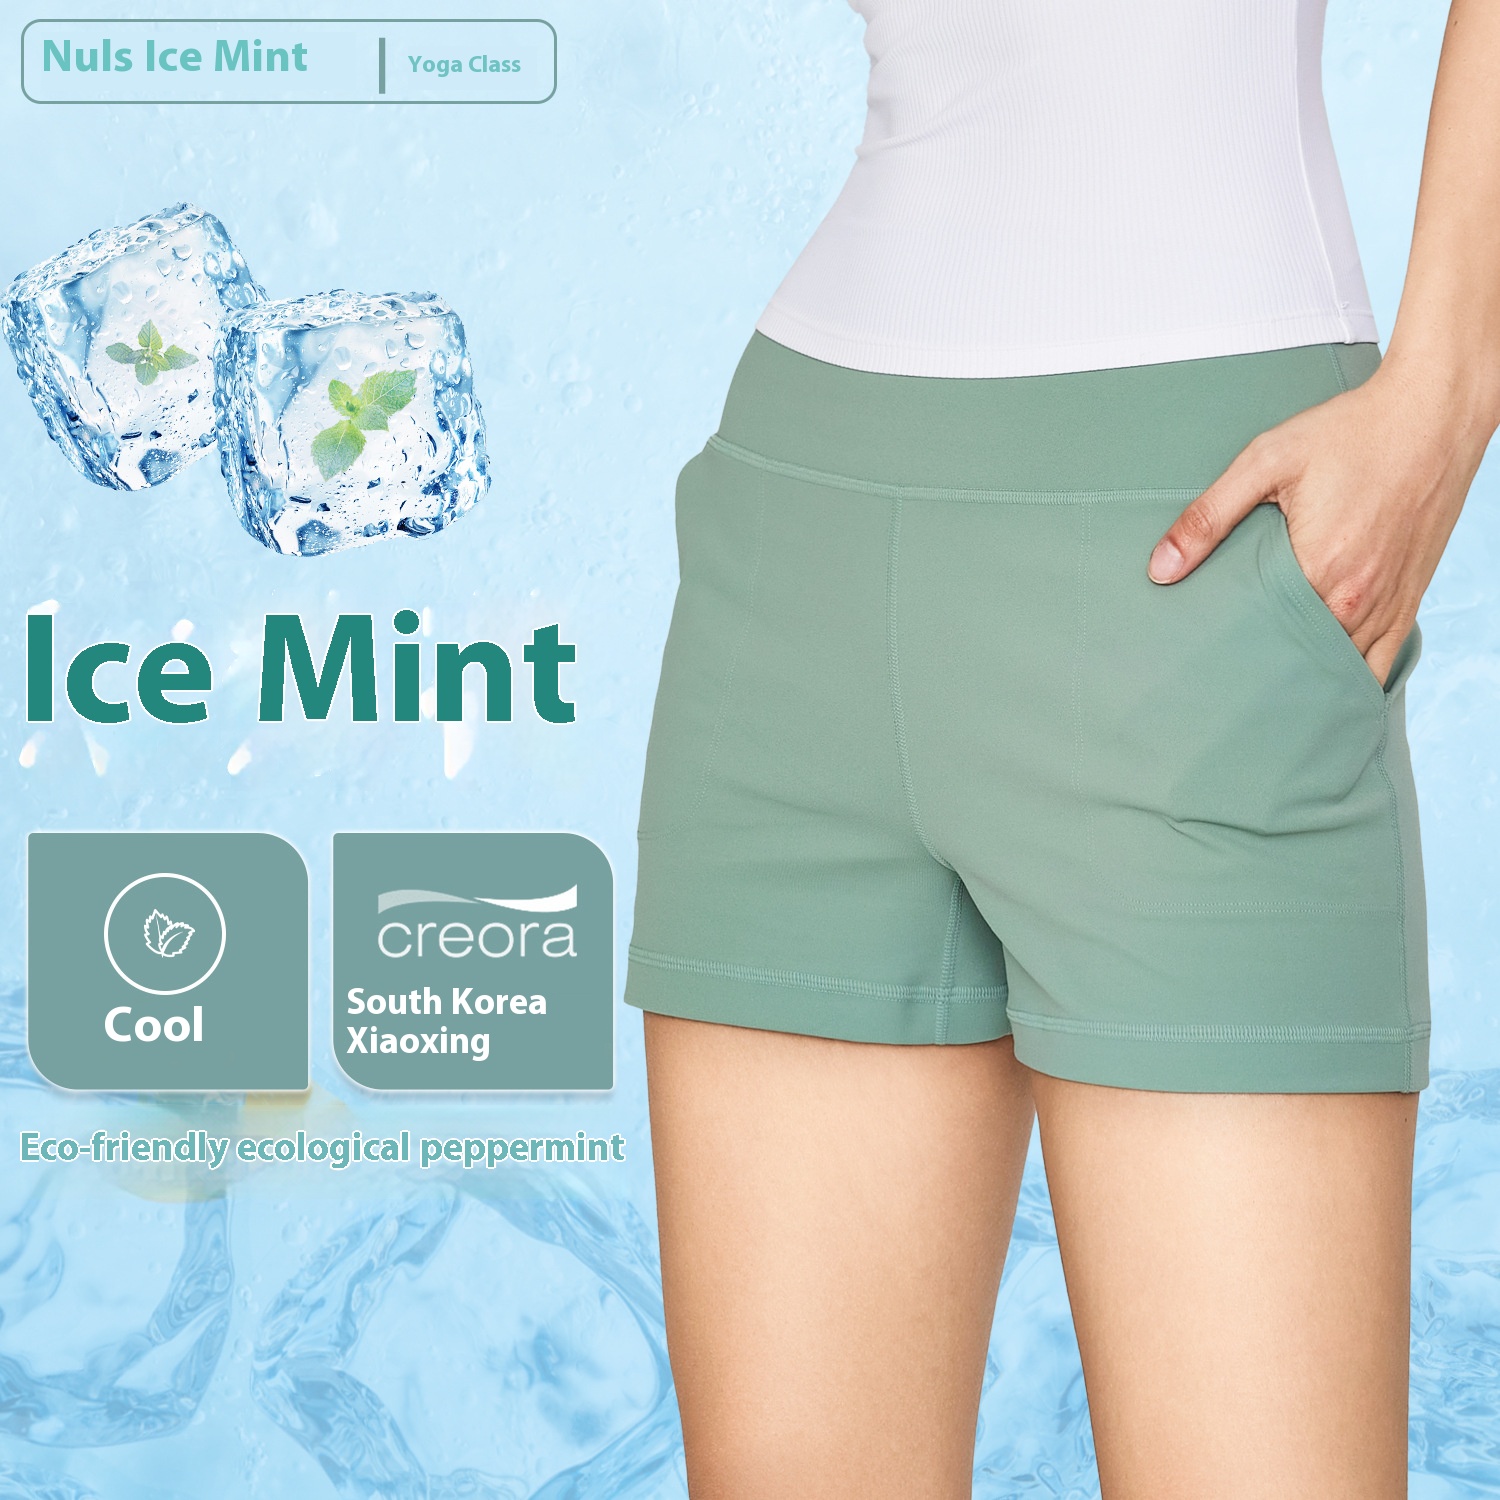 Nuls Ice Mint | Yoga Class
Ice Mint
Cool
creora
South Korea
Xiaoxing
Eco-friendly ecological peppermint